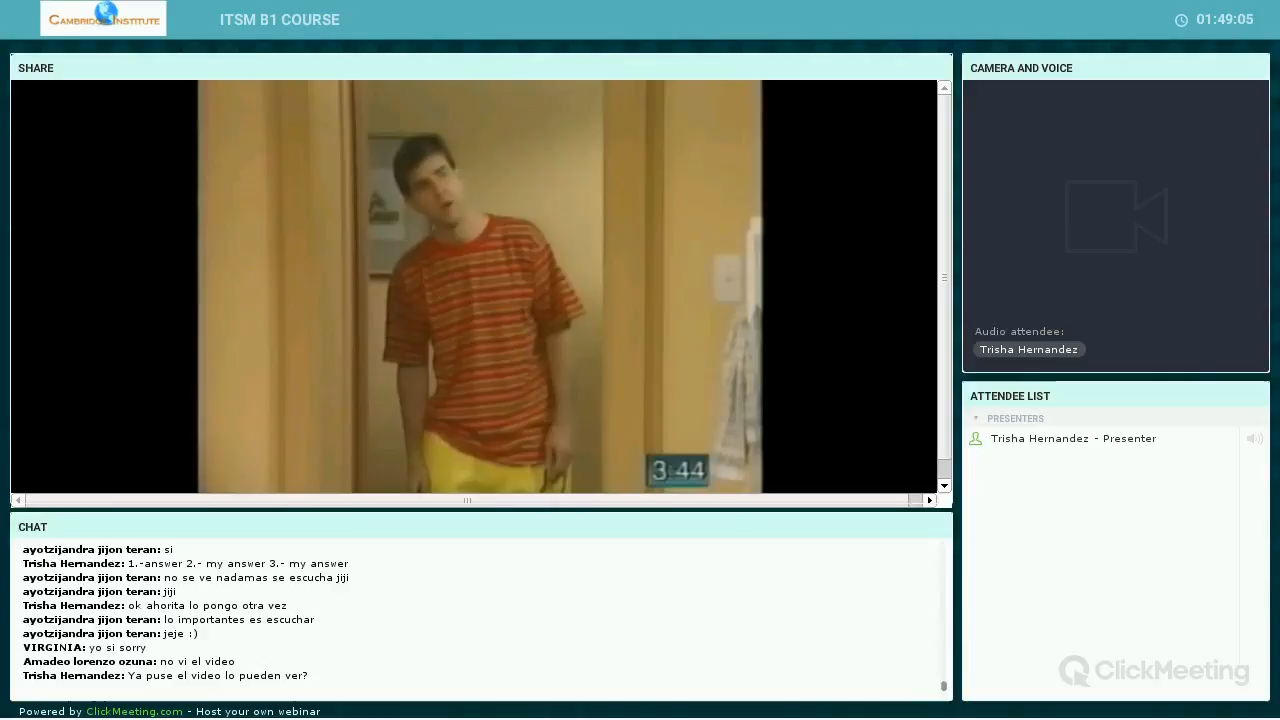 CAMBRIDGE INSTITUTE
ITSM B1 COURSE
01:49:05
SHARE
3:44
CAMERA AND VOICE
Audio attendee:
Trisha Hernandez
ATTENDEE LIST
PRESENTERS
Trisha Hernandez - Presenter
CHAT
ayotzijandra jijon teran: si
Trisha Hernandez: 1.-answer 2.- my answer 3.- my answer
ayotzijandra jijon teran: no se ve nadamas se escucha jiji
ayotzijandra jijon teran: jiji
Trisha Hernandez: ok ahorita lo pongo otra vez
ayotzijandra jijon teran: lo importantes es escuchar
ayotzijandra jijon teran: jeje :)
VIRGINIA: yo si sorry
Amadeo lorenzo ozuna: no vi el video
Trisha Hernandez: Ya puse el video lo pueden ver?
ClickMeeting
Powered by ClickMeeting.com - Host your own webinar